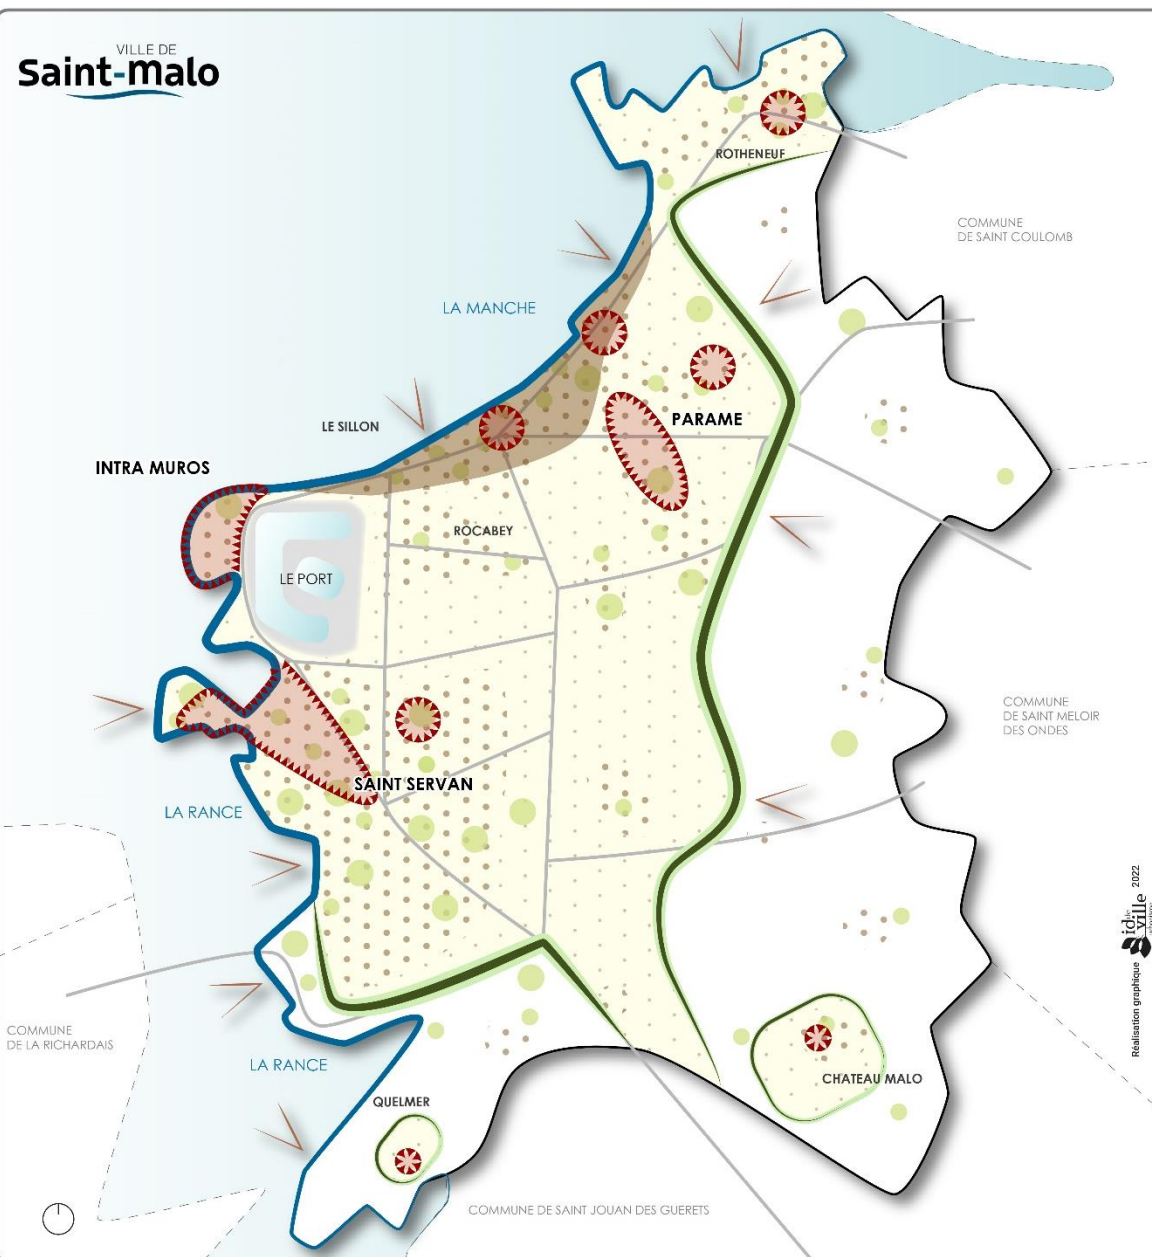 VILLE DE
Saint-malo
ROTHENEUF
COMMUNE
DE SAINT COULOMB
LA MANCHE
LE SILLON
PARAME
INTRA MUROS
ROCABEY
LE PORT
COMMUNE
DE SAINT MELOIR
DES ONDES
SAINT SERVAN
LA RANCE
COMMUNE
DE LA RICHARDAIS
LA RANCE
CHATEAU MALO
QUELMER
COMMUNE DE SAINT JOUAN DES GUERETS
Réalisation graphique
ville
2022